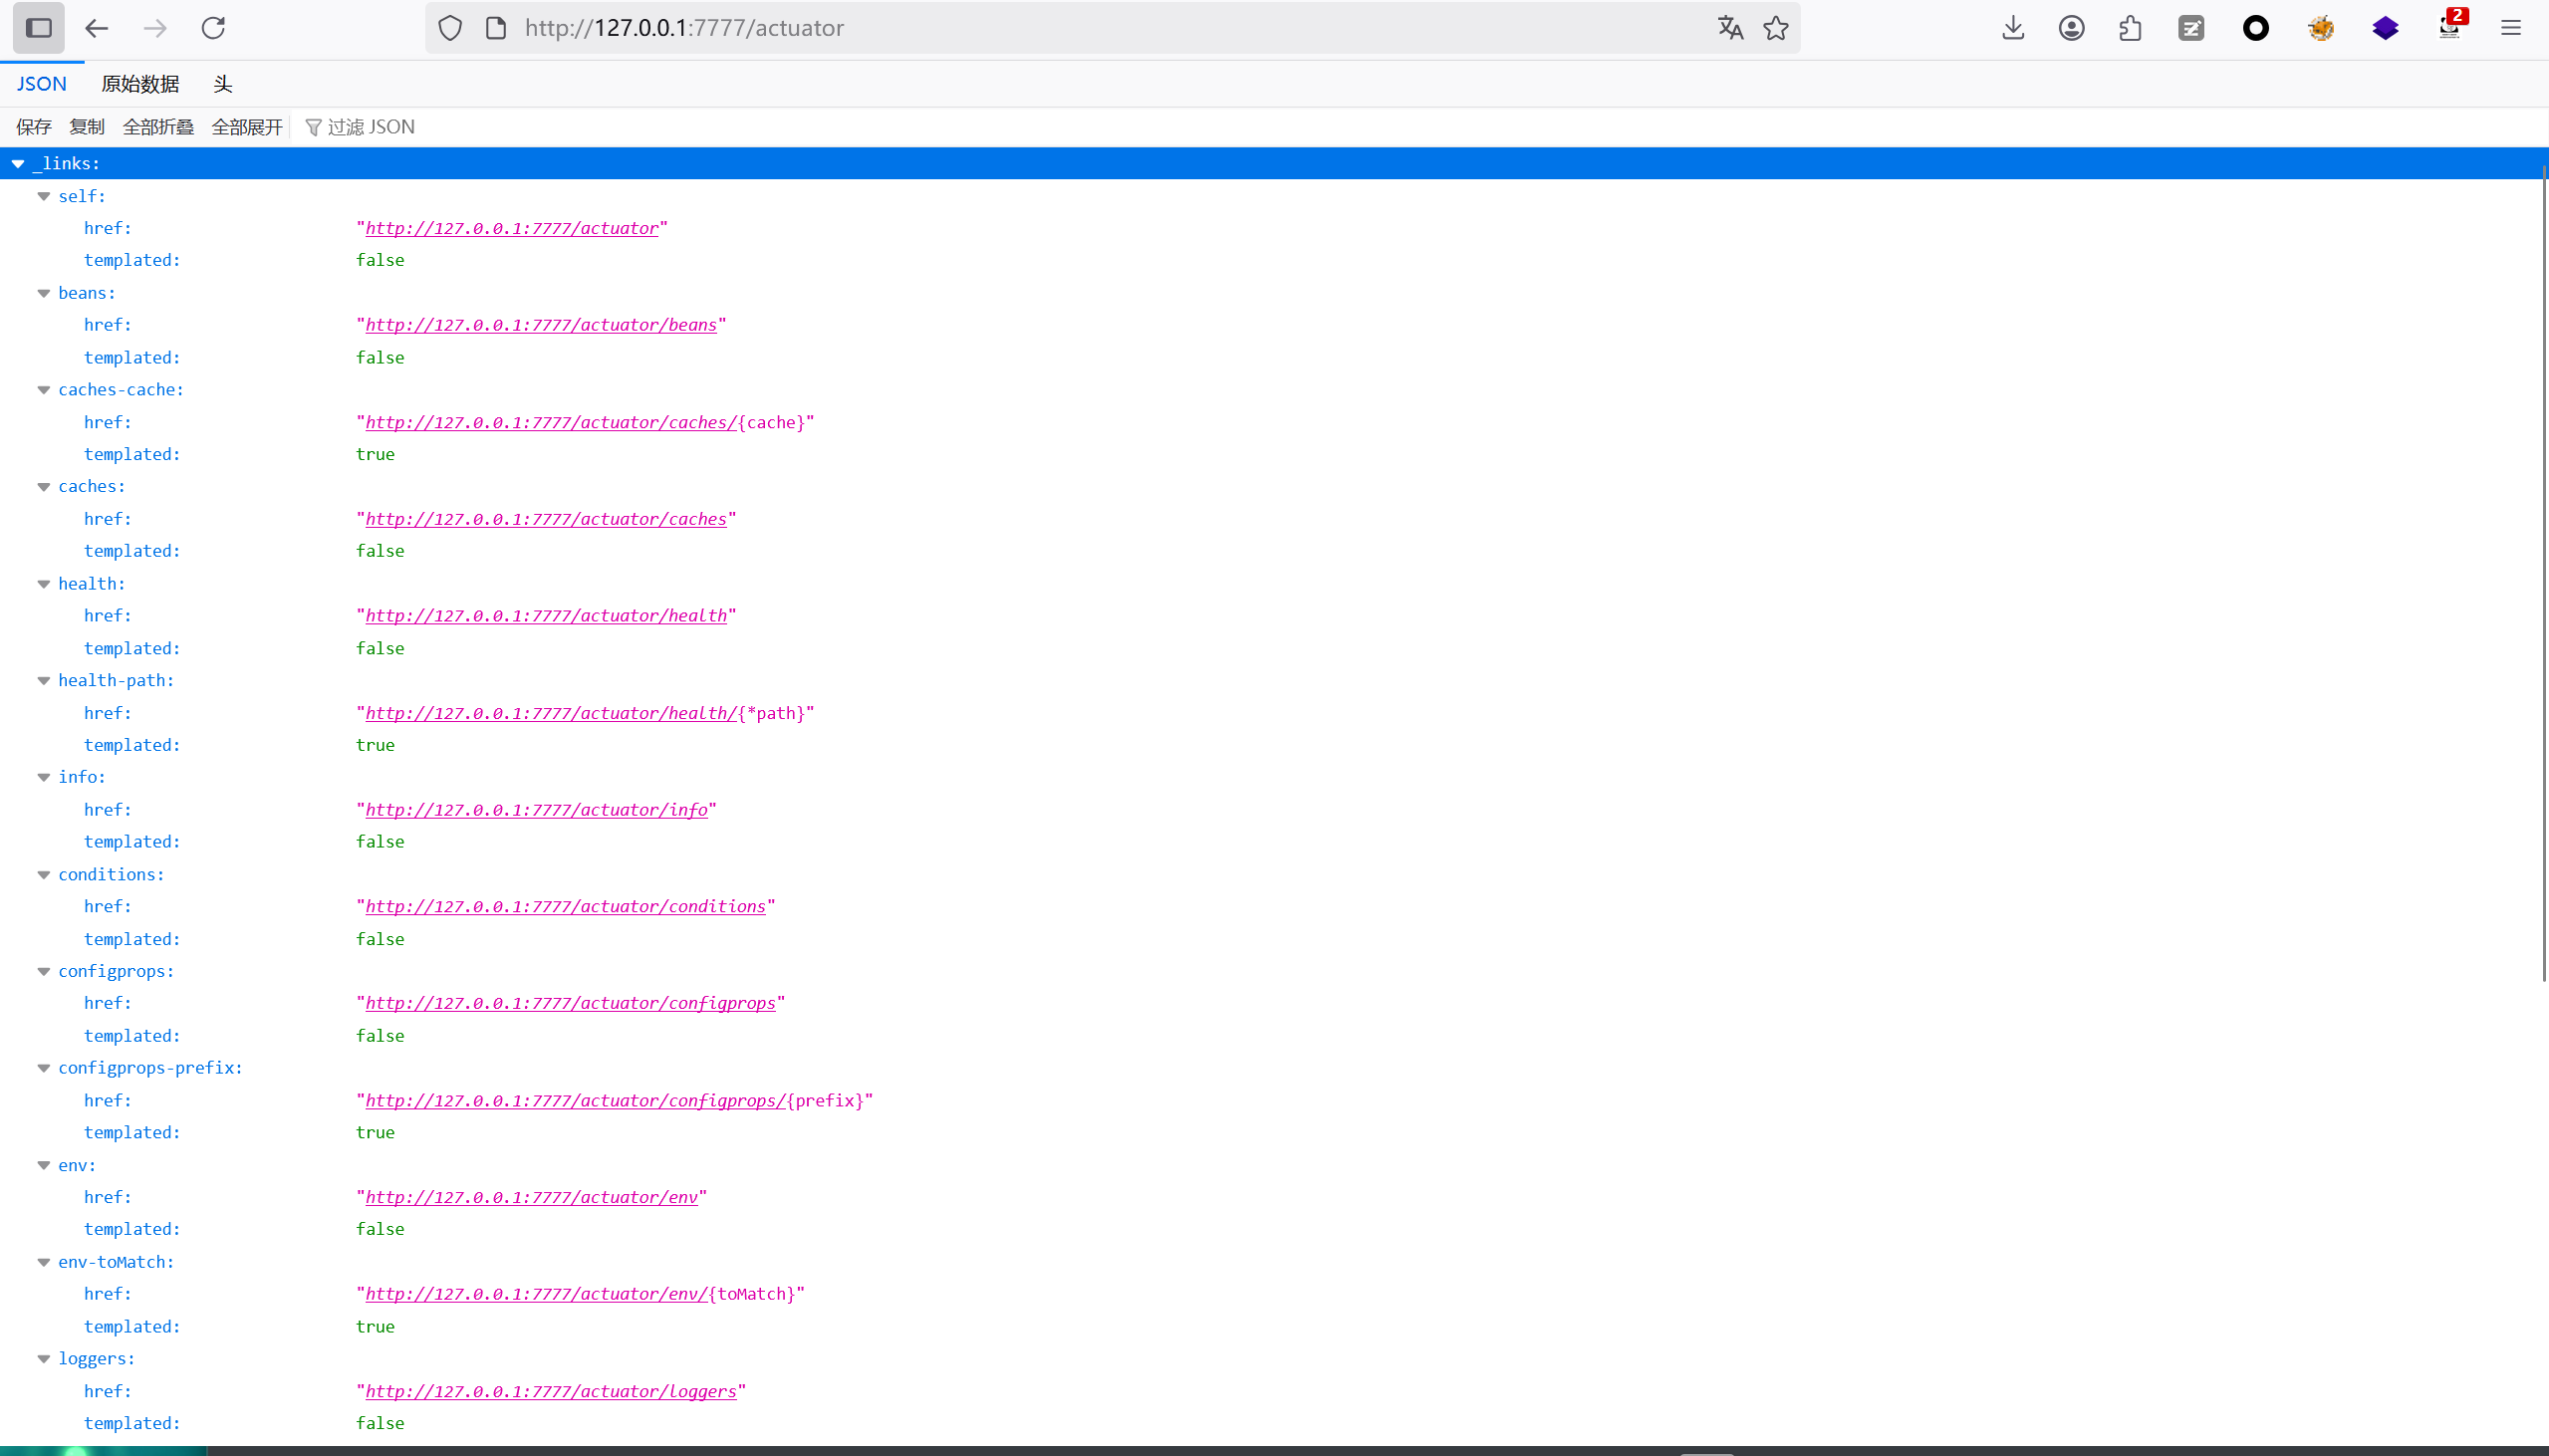 http://127.0.0.1:7777/actuator
2
JSON 原始数据 头
保存 复制 全部折叠 全部展开 过滤 JSON
_links:
self:
href: "http://127.0.0.1:7777/actuator"
templated: false
beans:
href: "http://127.0.0.1:7777/actuator/beans"
templated: false
caches-cache:
href: "http://127.0.0.1:7777/actuator/caches/{cache}"
templated: true
caches:
href: "http://127.0.0.1:7777/actuator/caches"
templated: false
health:
href: "http://127.0.0.1:7777/actuator/health"
templated: false
health-path:
href: "http://127.0.0.1:7777/actuator/health/{*path}"
templated: true
info:
href: "http://127.0.0.1:7777/actuator/info"
templated: false
conditions:
href: "http://127.0.0.1:7777/actuator/conditions"
templated: false
configprops:
href: "http://127.0.0.1:7777/actuator/configprops"
templated: false
configprops-prefix:
href: "http://127.0.0.1:7777/actuator/configprops/{prefix}"
templated: true
env:
href: "http://127.0.0.1:7777/actuator/env"
templated: false
env-toMatch:
href: "http://127.0.0.1:7777/actuator/env/{toMatch}"
templated: true
loggers:
href: "http://127.0.0.1:7777/actuator/loggers"
templated: false